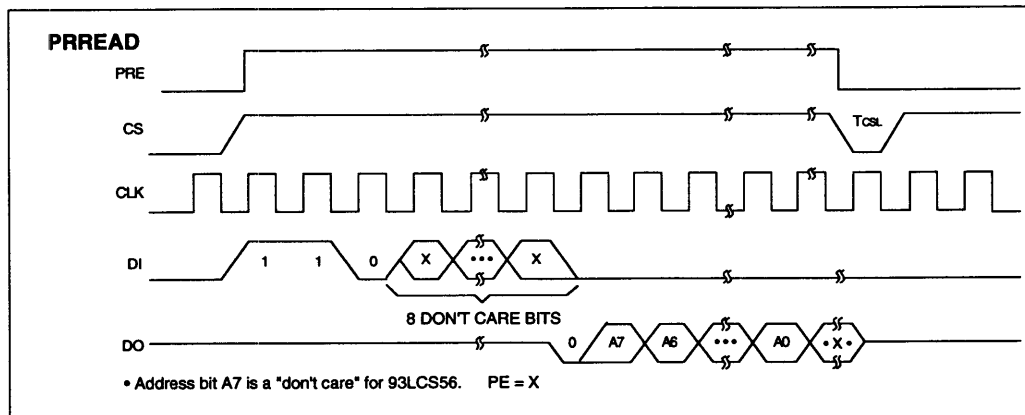 PRREAD
PRE
CS TCSL
CLK
DI 1 1 0 X ••• X
8 DON'T CARE BITS
DO 0 A7 A6 ••• A0 • X •
• Address bit A7 is a "don't care" for 93LCS56. PE = X